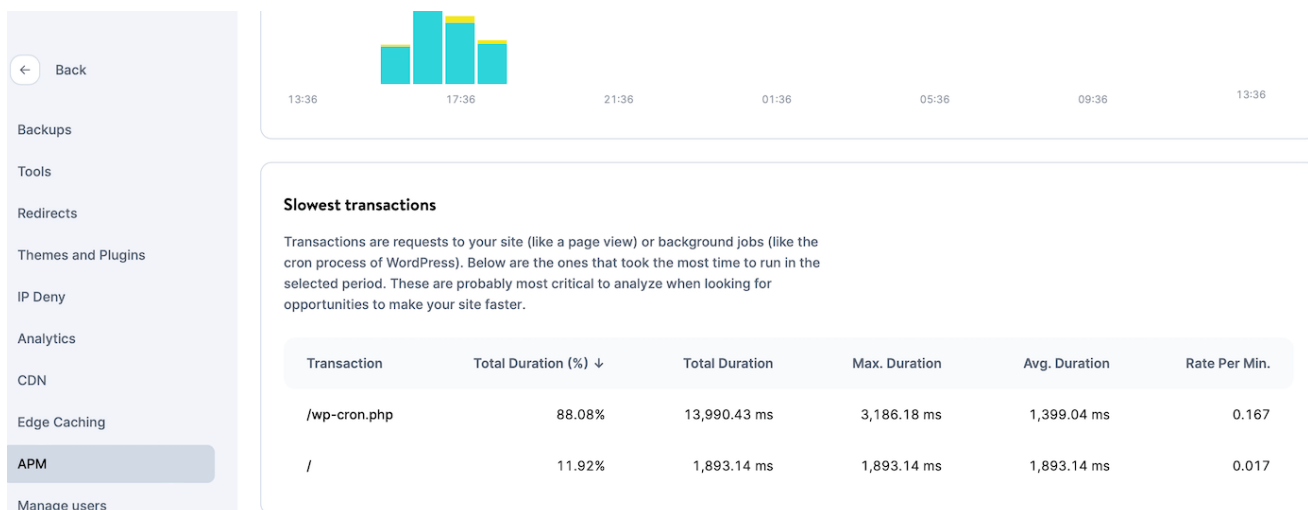 Back
Backups
Tools
Redirects
Themes and Plugins
IP Deny
Analytics
CDN
Edge Caching
APM
Manage users
13:36 17:36 21:36 01:36 05:36 09:36 13:36
Slowest transactions
Transactions are requests to your site (like a page view) or background jobs (like the
cron process of WordPress). Below are the ones that took the most time to run in the
selected period. These are probably most critical to analyze when looking for
opportunities to make your site faster.
Transaction Total Duration (%) ↓ Total Duration Max. Duration Avg. Duration Rate Per Min.
/wp-cron.php 88.08% 13,990.43 ms 3,186.18 ms 1,399.04 ms 0.167
/ 11.92% 1,893.14 ms 1,893.14 ms 1,893.14 ms 0.017